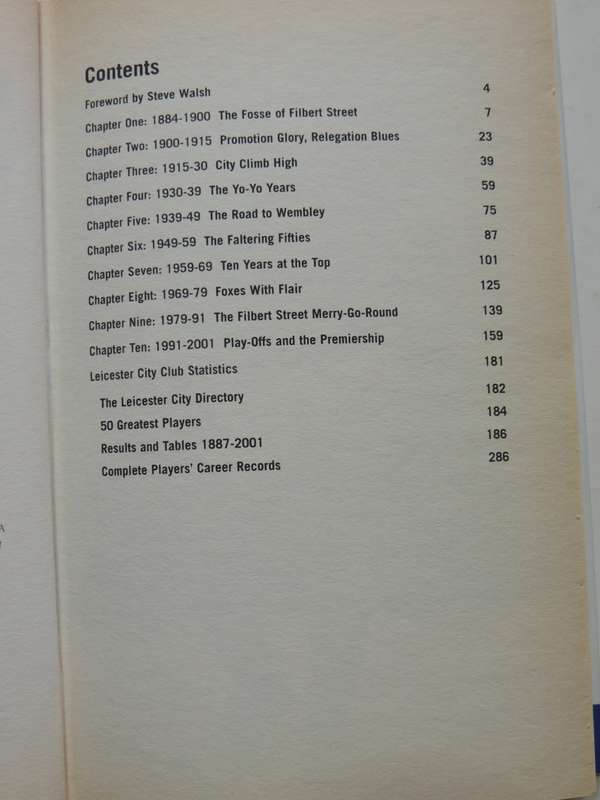 Contents
Foreword by Steve Walsh 4
Chapter One: 1884-1900 The Fosse of Filbert Street 7
Chapter Two: 1900-1915 Promotion Glory, Relegation Blues 23
Chapter Three: 1915-30 City Climb High 39
Chapter Four: 1930-39 The Yo-Yo Years 59
Chapter Five: 1939-49 The Road to Wembley 75
Chapter Six: 1949-59 The Faltering Fifties 87
Chapter Seven: 1959-69 Ten Years at the Top 101
Chapter Eight: 1969-79 Foxes With Flair 125
Chapter Nine: 1979-91 The Filbert Street Merry-Go-Round 139
Chapter Ten: 1991-2001 Play-Offs and the Premiership 159
Leicester City Club Statistics 181
The Leicester City Directory 182
50 Greatest Players 184
Results and Tables 1887-2001 186
Complete Players' Career Records 286